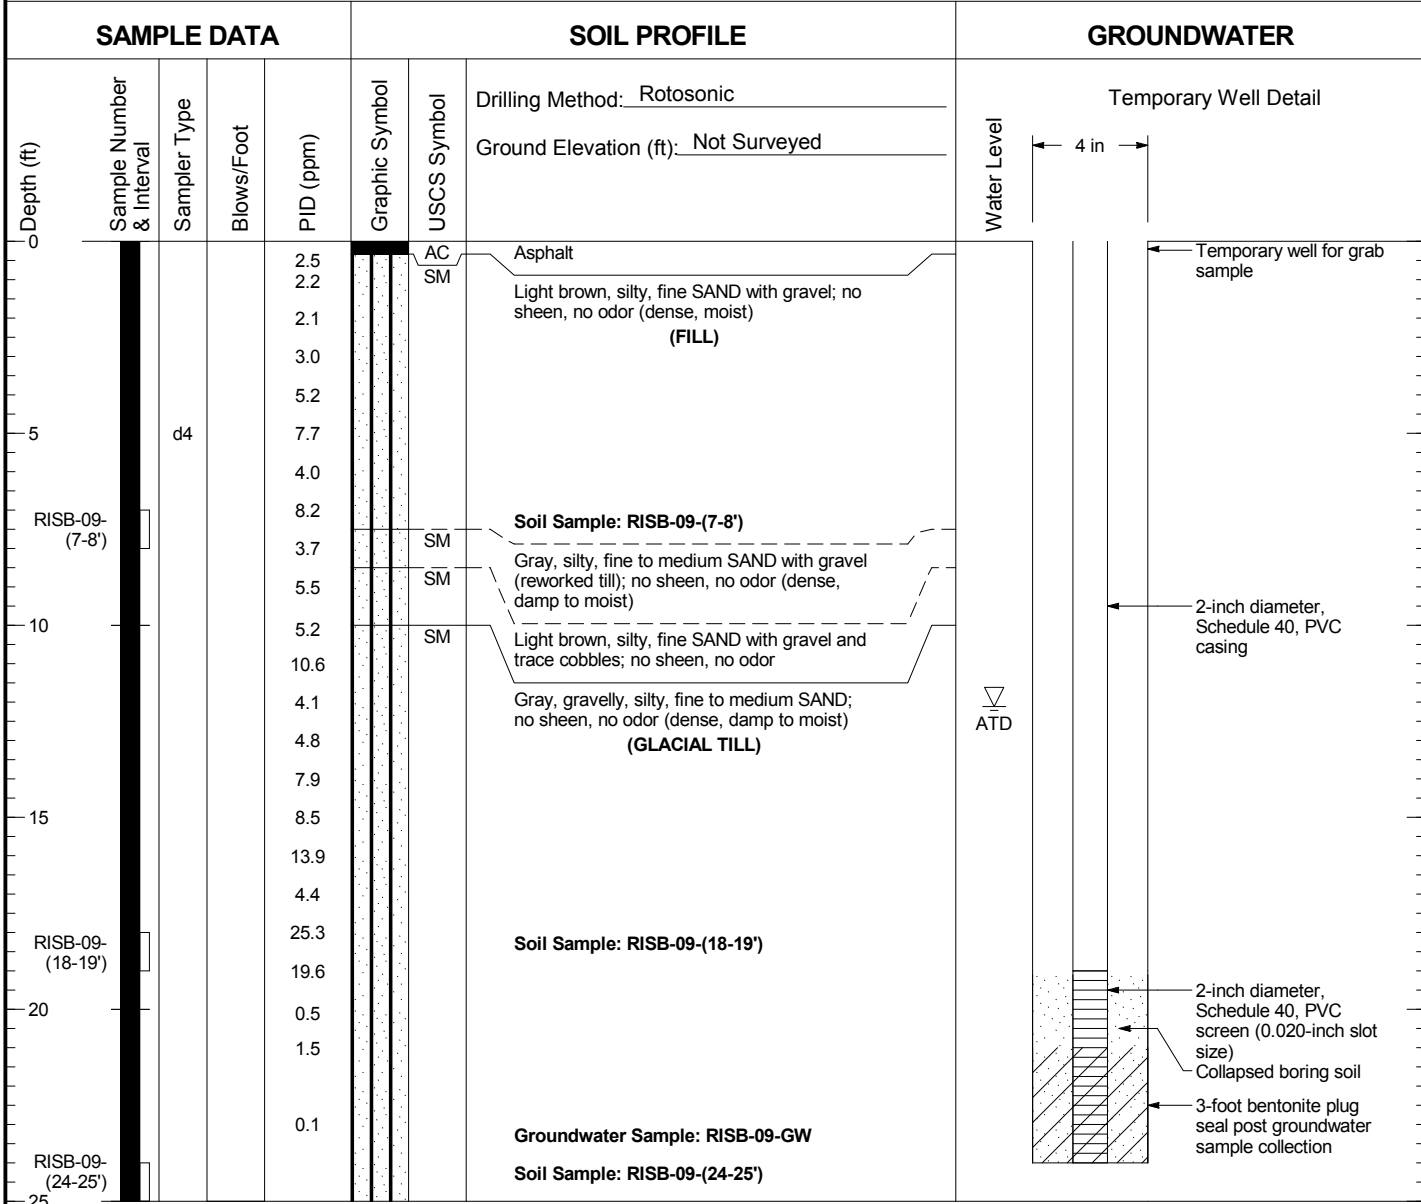 SAMPLE DATA
SOIL PROFILE
GROUNDWATER
Depth (ft)
Sample Number
& Interval
Sampler Type
Blows/Foot
PID (ppm)
Graphic Symbol
USCS Symbol
Drilling Method: Rotosonic
Ground Elevation (ft): Not Surveyed
Water Level
Temporary Well Detail
4 in
0
5
10
15
20
25
RISB-09-
(7-8')
RISB-09-
(18-19')
RISB-09-
(24-25')
d4
2.5
2.2
2.1
3.0
5.2
7.7
4.0
8.2
3.7
5.5
5.2
10.6
4.1
4.8
7.9
8.5
13.9
4.4
25.3
19.6
0.5
1.5
0.1
AC
SM
SM
SM
SM
Asphalt
Light brown, silty, fine SAND with gravel; no
sheen, no odor (dense, moist)
(FILL)
Soil Sample: RISB-09-(7-8')
Gray, silty, fine to medium SAND with gravel
(reworked till); no sheen, no odor (dense,
damp to moist)
Light brown, silty, fine SAND with gravel and
trace cobbles; no sheen, no odor
Gray, gravelly, silty, fine to medium SAND;
no sheen, no odor (dense, damp to moist)
(GLACIAL TILL)
Soil Sample: RISB-09-(18-19')
Groundwater Sample: RISB-09-GW
Soil Sample: RISB-09-(24-25')
ATD
Temporary well for grab
sample
2-inch diameter,
Schedule 40, PVC
casing
2-inch diameter,
Schedule 40, PVC
screen (0.020-inch slot
size)
Collapsed boring soil
3-foot bentonite plug
seal post groundwater
sample collection